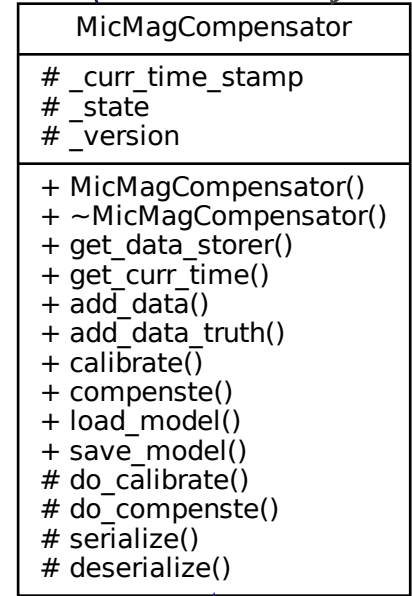 MicMagCompensator
# _curr_time_stamp
# _state
# _version
+ MicMagCompensator()
+ ~MicMagCompensator()
+ get_data_storer()
+ get_curr_time()
+ add_data()
+ add_data_truth()
+ calibrate()
+ compenste()
+ load_model()
+ save_model()
# do_calibrate()
# do_compenste()
# serialize()
# deserialize()